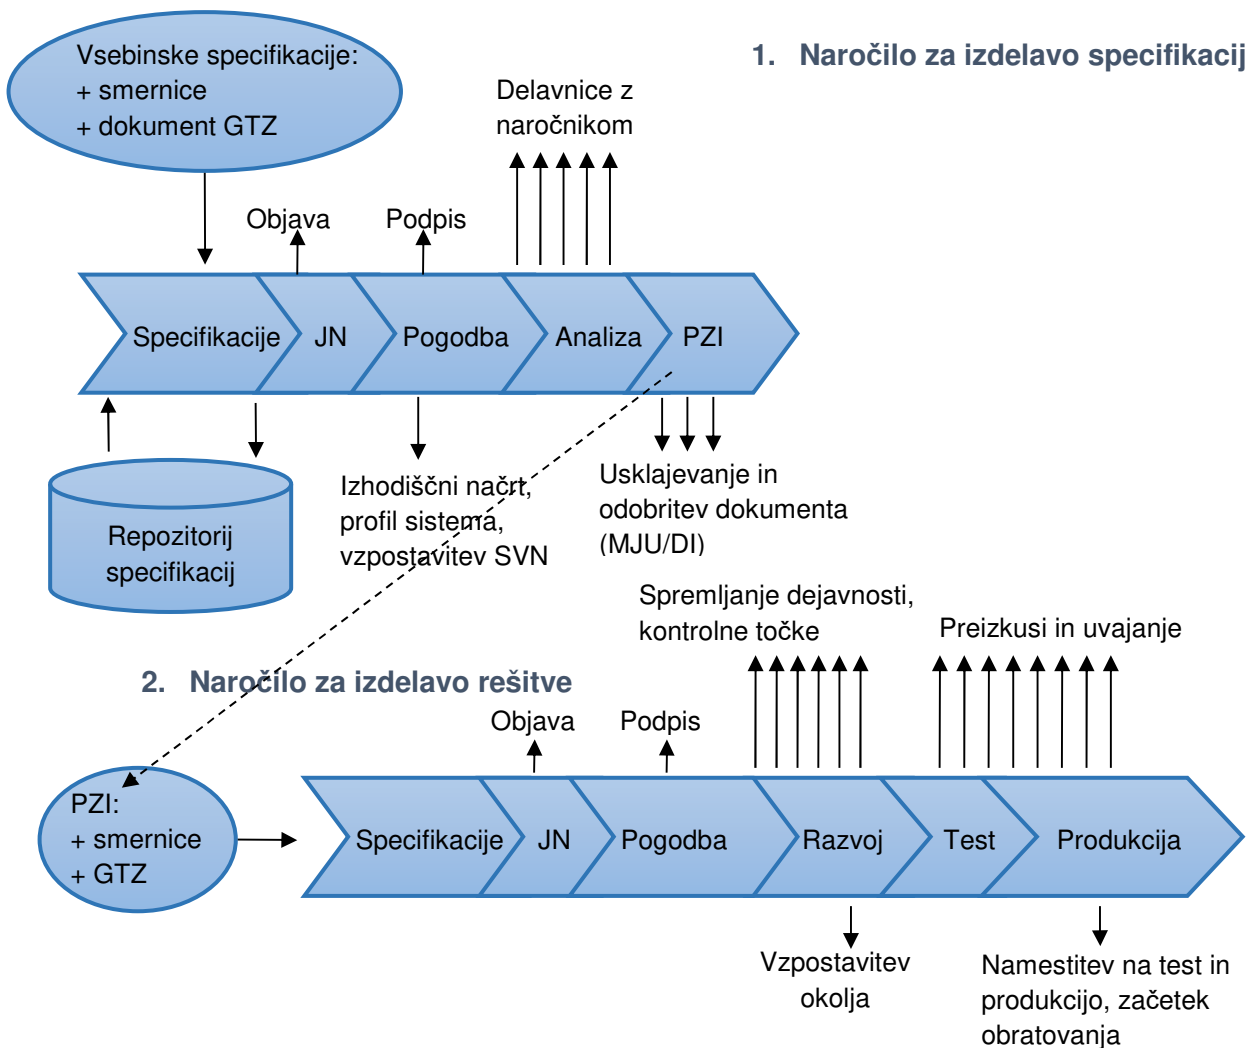 Vsebinske specifikacije:
+ smernice
+ dokument GTZ
1. Naročilo za izdelavo specifikacij
Delavnice z
naročnikom
Objava
Podpis
Specifikacije
JN
Pogodba
Analiza
PZI
Repozitorij
specifikacij
Izhodiščni načrt,
profil sistema,
vzpostavitev SVN
Usklajevanje in
odobritev dokumenta
(MJU/DI)
Spremljanje dejavnosti,
kontrolne točke
Preizkusi in uvajanje
2. Naročilo za izdelavo rešitve
Objava
Podpis
PZI:
+ smernice
+ GTZ
Specifikacije
JN
Pogodba
Razvoj
Test
Produkcija
Vzpostavitev
okolja
Namestitev na test in
produkcijo, začetek
obratovanja